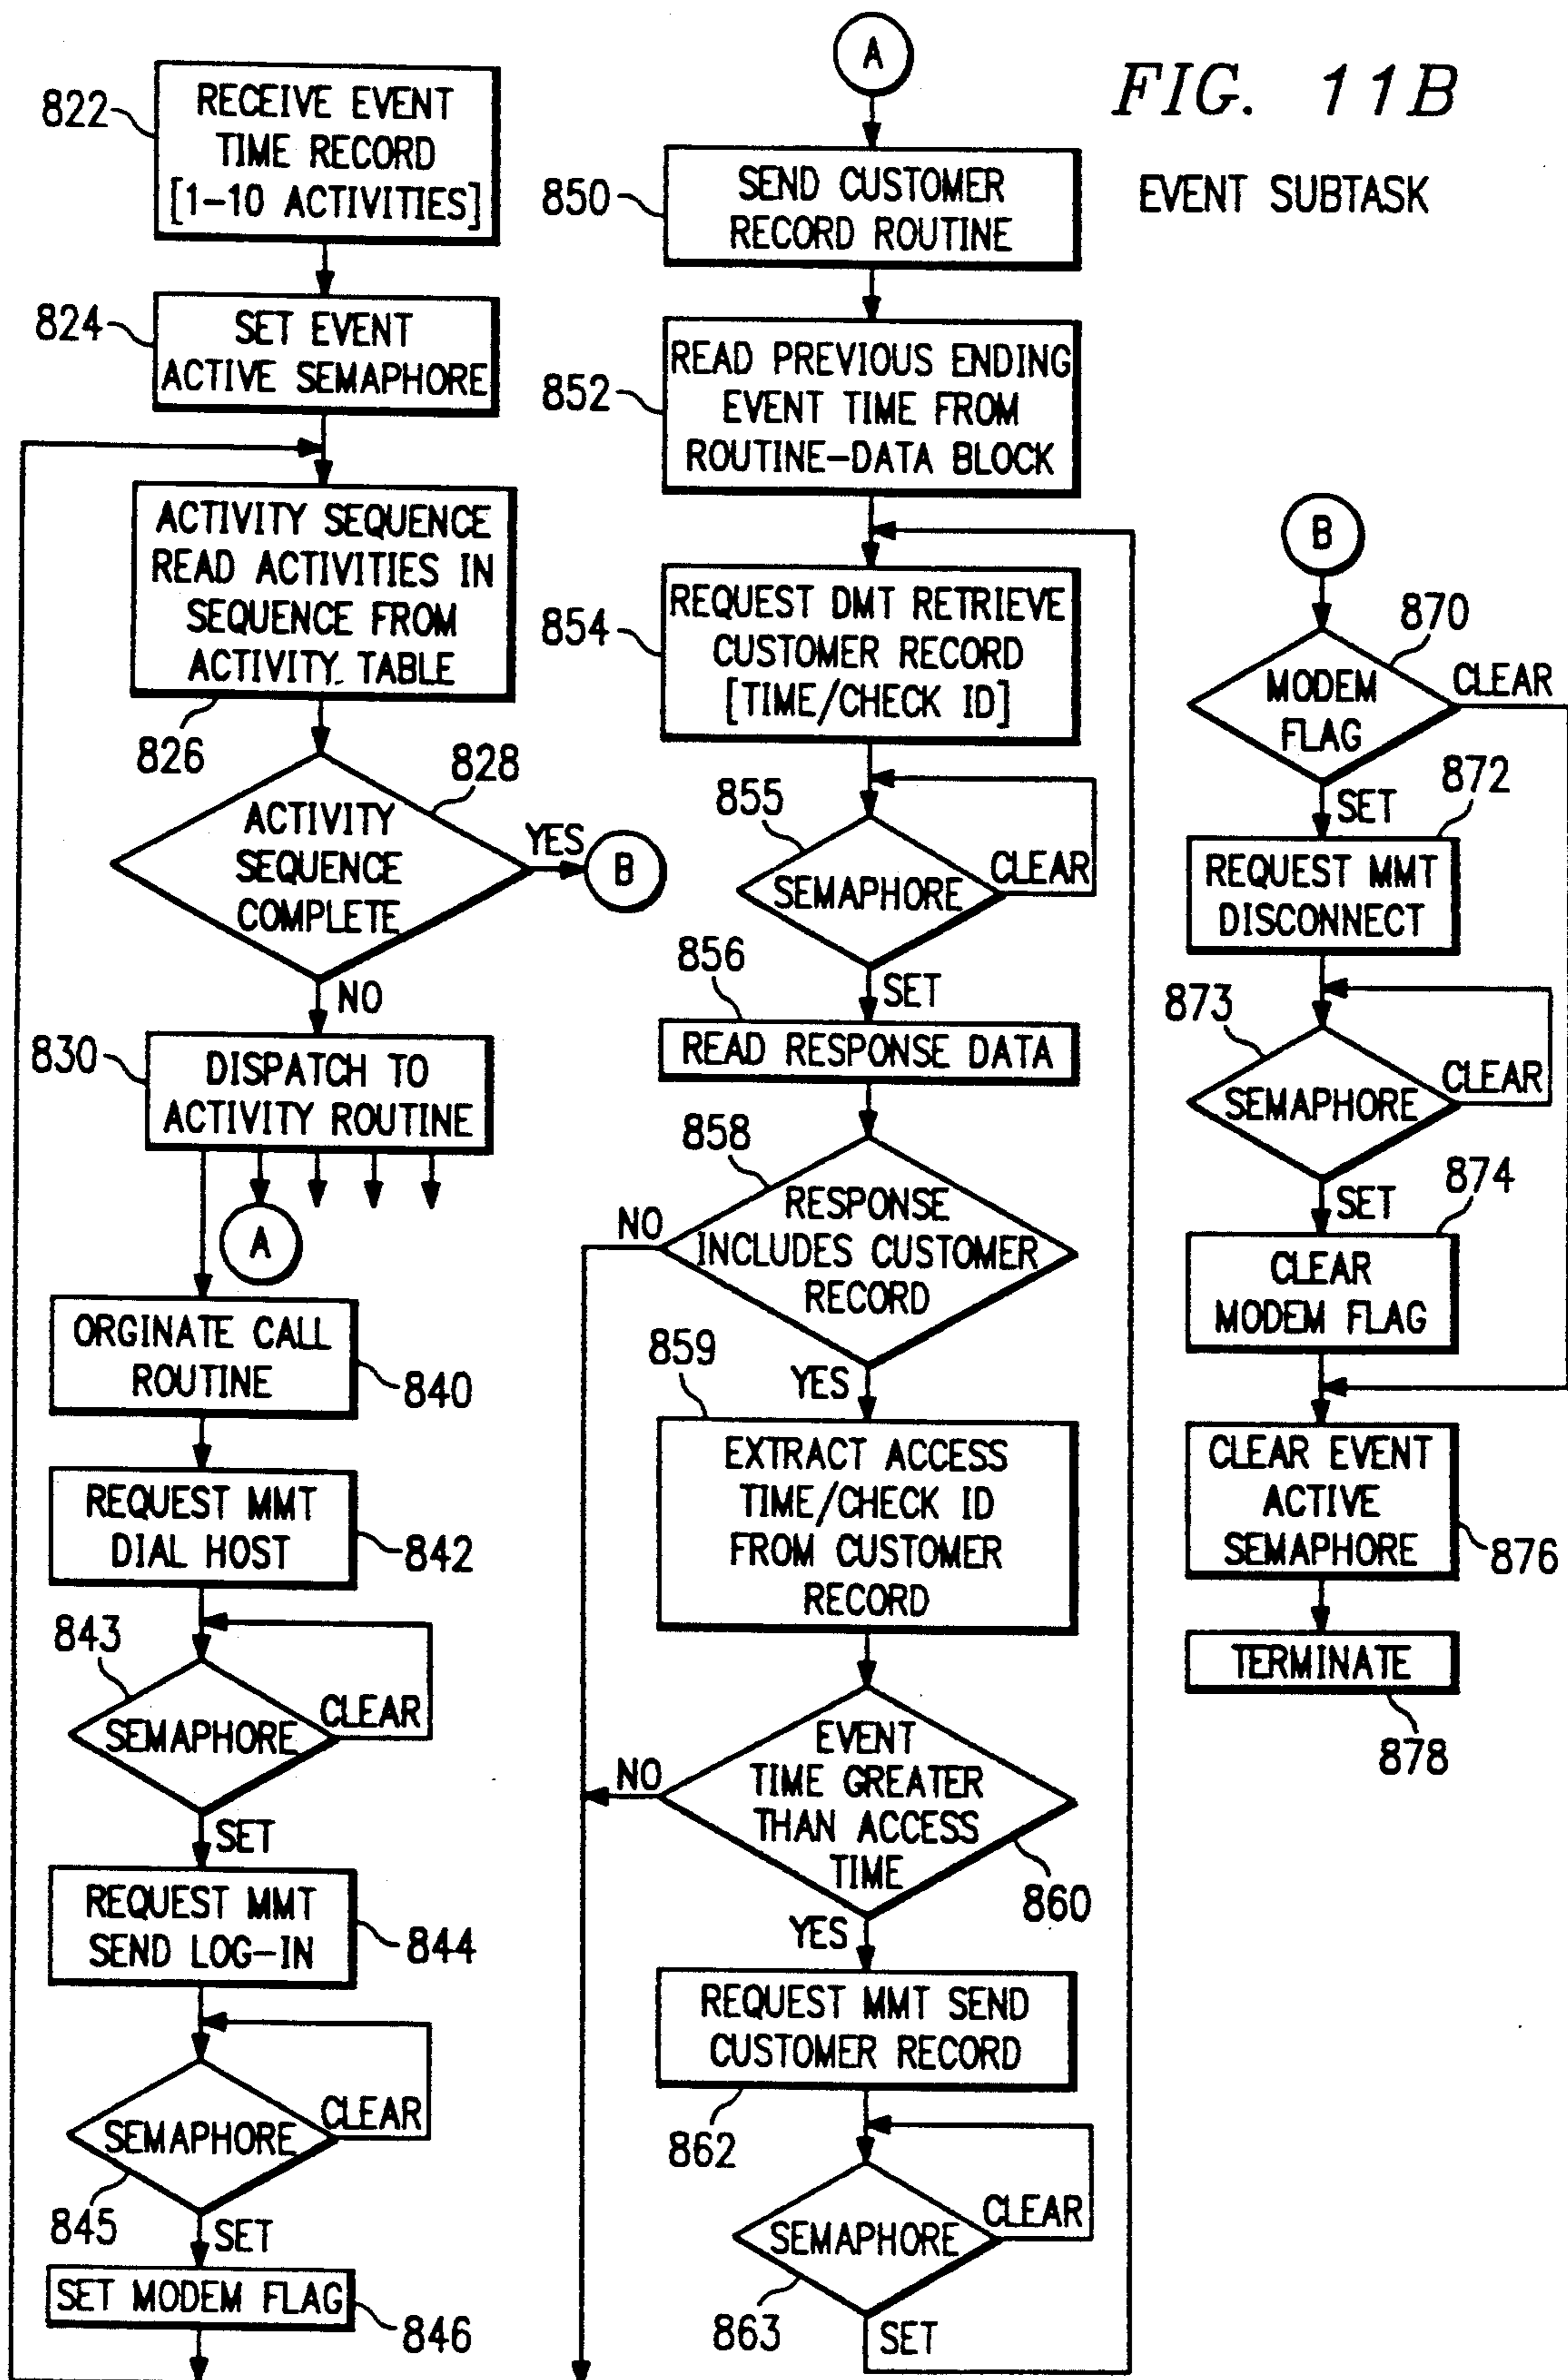 FIG. 11B
EVENT SUBTASK
822
RECEIVE EVENT
TIME RECORD
[1-10 ACTIVITIES]
824
SET EVENT
ACTIVE SEMAPHORE
ACTIVITY SEQUENCE
READ ACTIVITIES IN
SEQUENCE FROM
ACTIVITY TABLE
826
828
ACTIVITY
SEQUENCE
COMPLETE
YES
B
NO
830
DISPATCH TO
ACTIVITY ROUTINE
A
ORGINATE CALL
ROUTINE
840
REQUEST MMT
DIAL HOST
842
843
SEMAPHORE
CLEAR
SET
REQUEST MMT
SEND LOG-IN
844
SEMAPHORE
CLEAR
845
SET
SET MODEM FLAG
846
A
850
SEND CUSTOMER
RECORD ROUTINE
852
READ PREVIOUS ENDING
EVENT TIME FROM
ROUTINE-DATA BLOCK
854
REQUEST DMT RETRIEVE
CUSTOMER RECORD
[TIME/CHECK ID]
855
SEMAPHORE
CLEAR
SET
856
READ RESPONSE DATA
858
RESPONSE
INCLUDES CUSTOMER
RECORD
NO
YES
859
EXTRACT ACCESS
TIME/CHECK ID
FROM CUSTOMER
RECORD
EVENT
TIME GREATER
THAN ACCESS
TIME
NO
860
YES
REQUEST MMT SEND
CUSTOMER RECORD
862
SEMAPHORE
CLEAR
863
SET
B
870
MODEM
FLAG
CLEAR
SET
872
REQUEST MMT
DISCONNECT
873
SEMAPHORE
CLEAR
SET
874
CLEAR
MODEM FLAG
CLEAR EVENT
ACTIVE
SEMAPHORE
876
TERMINATE
878